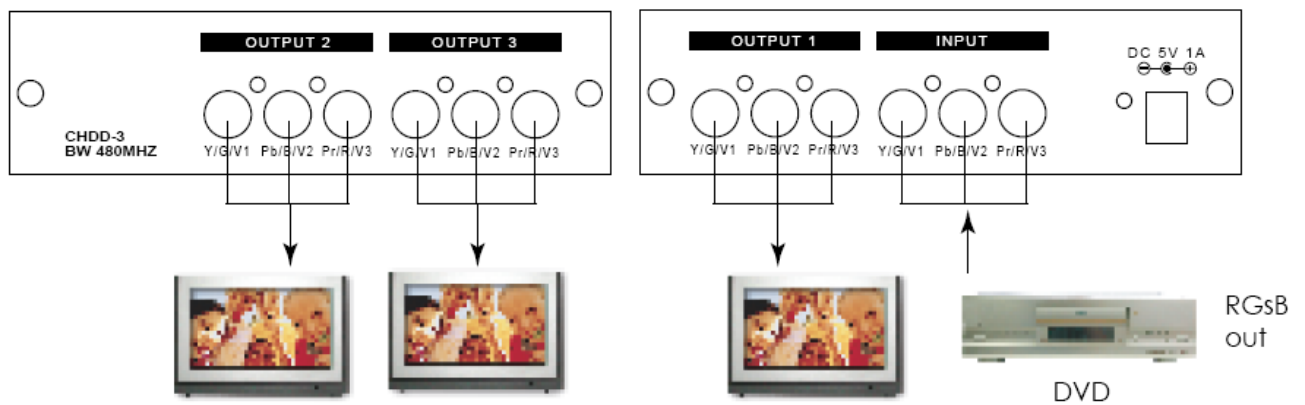 OUTPUT 2
OUTPUT 3
CHDD-3
BW 480MHZ
Y/G/V1 Pb/B/V2 Pr/R/V3
Y/G/V1 Pb/B/V2 Pr/R/V3
OUTPUT 1
INPUT
DC 5V 1A
Y/G/V1 Pb/B/V2 Pr/R/V3
Y/G/V1 Pb/B/V2 Pr/R/V3
RGsB
out
DVD